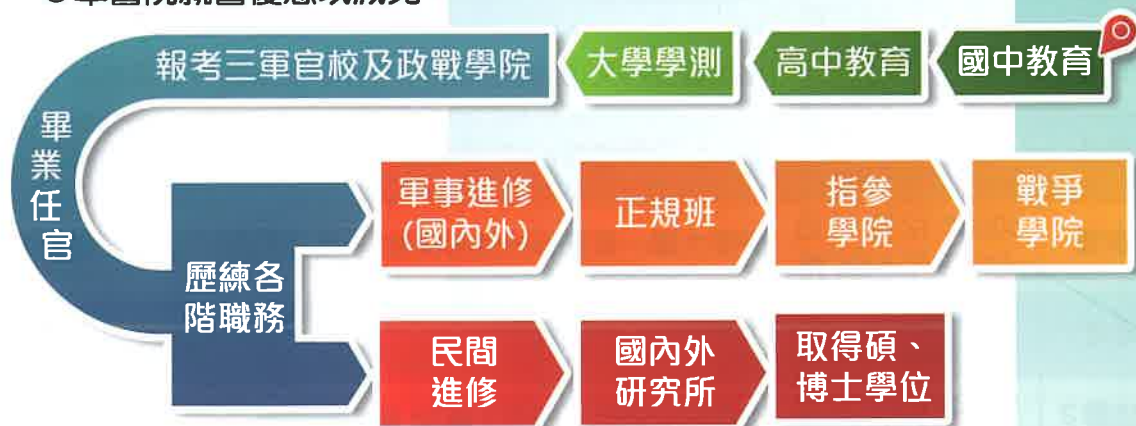 報考三軍官校及政戰學院
大學學測
高中教育
國中教育
畢業任官
歷練各
階職務
軍事進修
(國內外)
正規班
指參
學院
戰爭
學院
民間
進修
國內外
研究所
取得碩、
博士學位